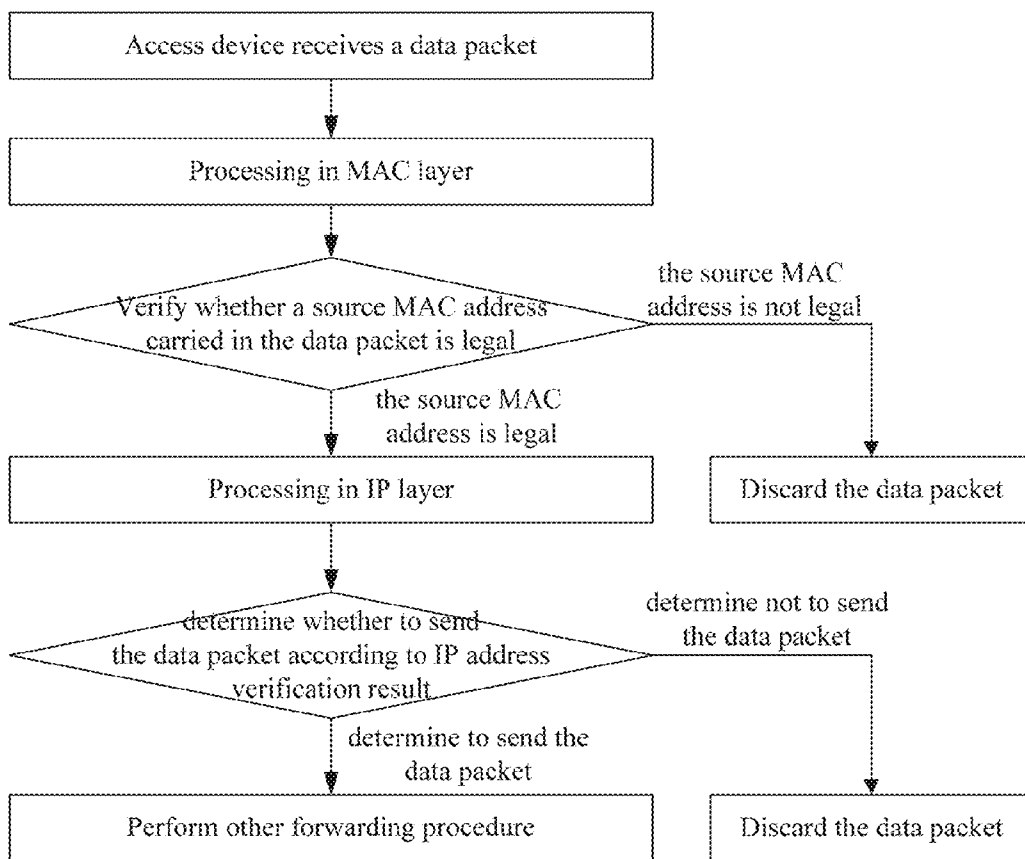 Access device receives a data packet
Processing in MAC layer
Verify whether a source MAC address
carried in the data packet is legal
the source MAC
address is not legal
the source MAC
address is legal
Processing in IP layer
Discard the data packet
determine whether to send
the data packet according to IP address
verification result
determine not to send
the data packet
determine to send the
data packet
Perform other forwarding procedure
Discard the data packet